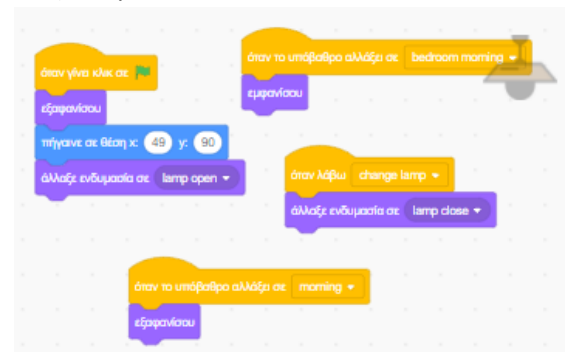 όταν γίνει κλικ σε
εξαφανίσου
πήγαινε σε θέση x: 49 y: 90
άλλαξε ενδυμασία σε lamp open
όταν το υπόβαθρο αλλάξει σε bedroom morning
εμφανίσου
όταν λάβω change lamp
άλλαξε ενδυμασία σε lamp close
όταν το υπόβαθρο αλλάξει σε morning
εξαφανίσου